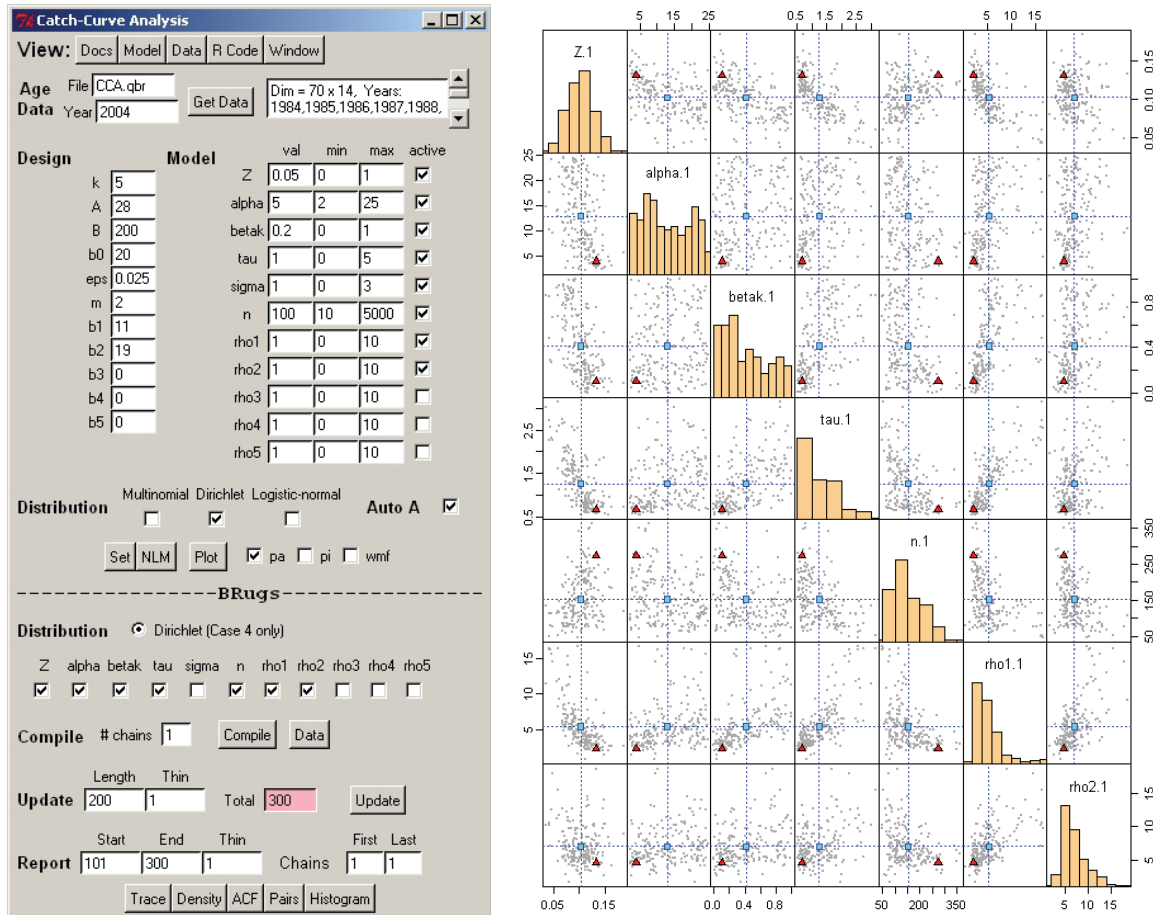 Catch-Curve Analysis
View: Docs Model Data R Code Window
Age Data File CCA.qbr
Year 2004
Get Data
Dim = 70 x 14, Years:
1984,1985,1986,1987,1988,
Design Model val min max active
k 5
A 28
B 200
b0 20
eps 0.025
m 2
b1 11
b2 19
b3 0
b4 0
b5 0
Z 0.05 0 1
alpha 5 2 25
betak 0.2 0 1
tau 1 0 5
sigma 1 0 3
n 100 10 5000
rho1 1 0 10
rho2 1 0 10
rho3 1 0 10
rho4 1 0 10
rho5 1 0 10
Distribution Multinomial Dirichlet Logistic-normal Auto A
Set NLM Plot pa pi wmf
BRugs
Distribution Dirichlet (Case 4 only)
Z alpha betak tau sigma n rho1 rho2 rho3 rho4 rho5
Compile # chains 1 Compile Data
Length Thin
Update 200 1 Total 300 Update
Start End Thin First Last
Report 101 300 1 Chains 1 1
Trace Density ACF Pairs Histogram
5 15 25 0.5 1.5 2.5 5 10 15
Z.1
0.15
0.10
0.05
25
20
15
10
5
alpha.1
betak.1
0.8
0.4
0.0
2.5
1.5
0.5
tau.1
n.1
350
250
150
50
15
10
5
rho1.1
rho2.1
15
10
5
0.05 0.15 0.0 0.4 0.8 50 150 250 350 5 10 15